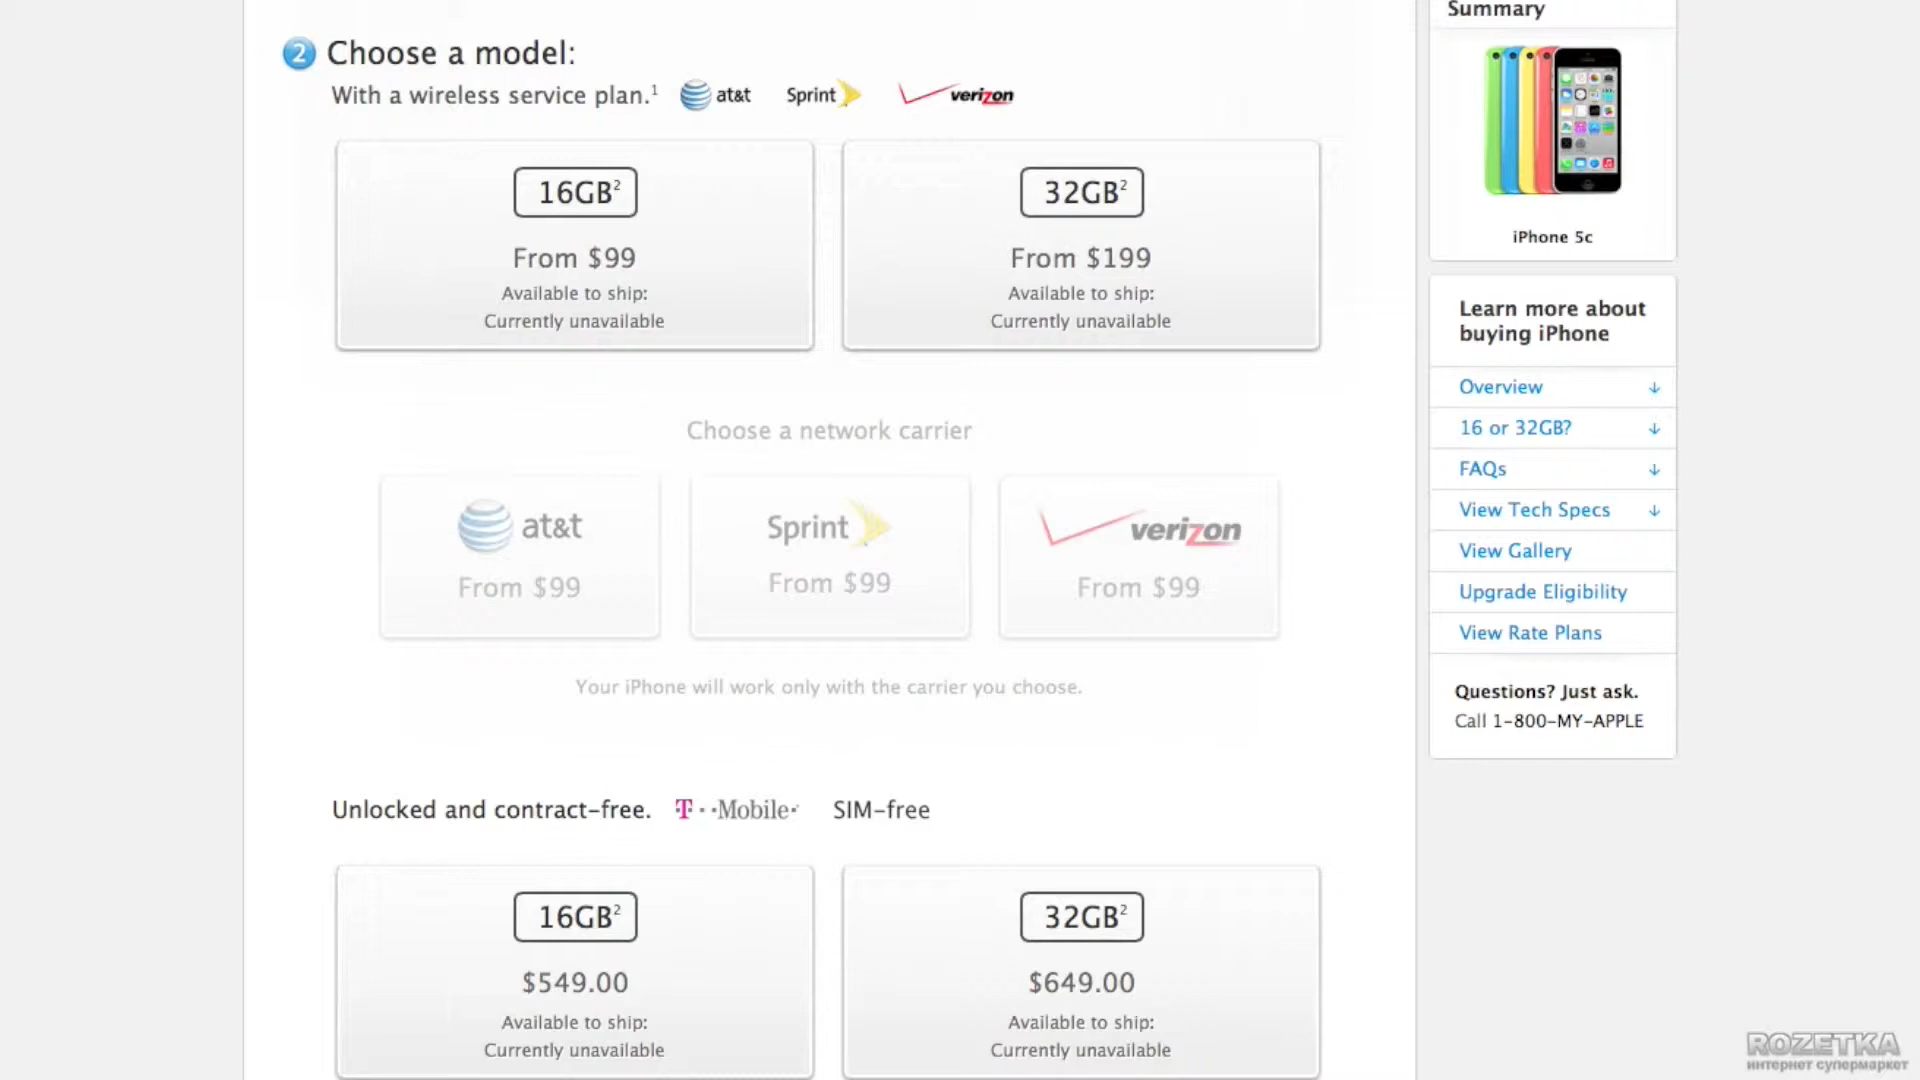 2 Choose a model:
With a wireless service plan.1 at&t Sprint verizon
16GB2
From $99
Available to ship:
Currently unavailable
32GB2
From $199
Available to ship:
Currently unavailable
Choose a network carrier
at&t
From $99
Sprint
From $99
verizon
From $99
Your iPhone will work only with the carrier you choose.
Unlocked and contract-free. T··Mobile· SIM-free
16GB2
$549.00
Available to ship:
Currently unavailable
32GB2
$649.00
Available to ship:
Currently unavailable
Summary
iPhone 5c
Learn more about
buying iPhone
Overview
16 or 32GB?
FAQs
View Tech Specs
View Gallery
Upgrade Eligibility
View Rate Plans
Questions? Just ask.
Call 1-800-MY-APPLE
ROZETKA
интернет супермаркет